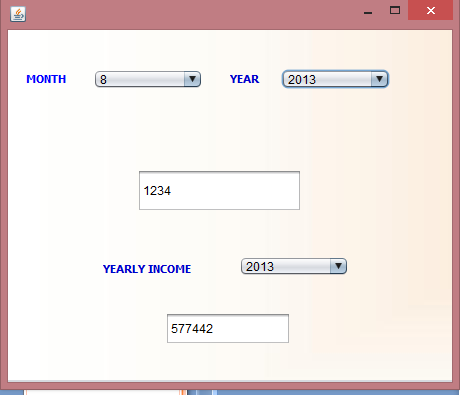 MONTH 8 YEAR 2013
1234
YEARLY INCOME 2013
577442